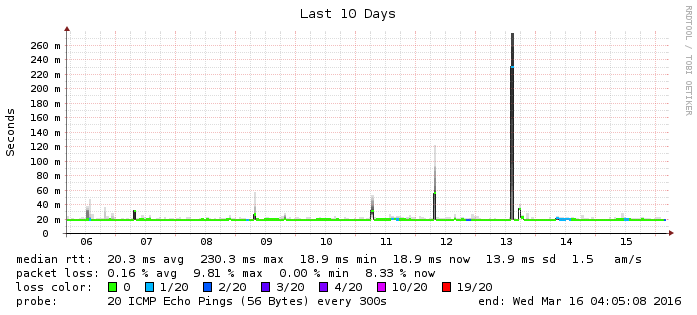 Last 10 Days
RRDTOOL / TOBI OETIKER
Seconds
260 m
240 m
220 m
200 m
180 m
160 m
140 m
120 m
100 m
80 m
60 m
40 m
20 m
0
06 07 08 09 10 11 12 13 14 15
median rtt: 20.3 ms avg 230.3 ms max 18.9 ms min 18.9 ms now 13.9 ms sd 1.5 am/s
packet loss: 0.16 % avg 9.81 % max 0.00 % min 8.33 % now
loss color: 0 1/20 2/20 3/20 4/20 10/20 19/20
probe: 20 ICMP Echo Pings (56 Bytes) every 300s end: Wed Mar 16 04:05:08 2016